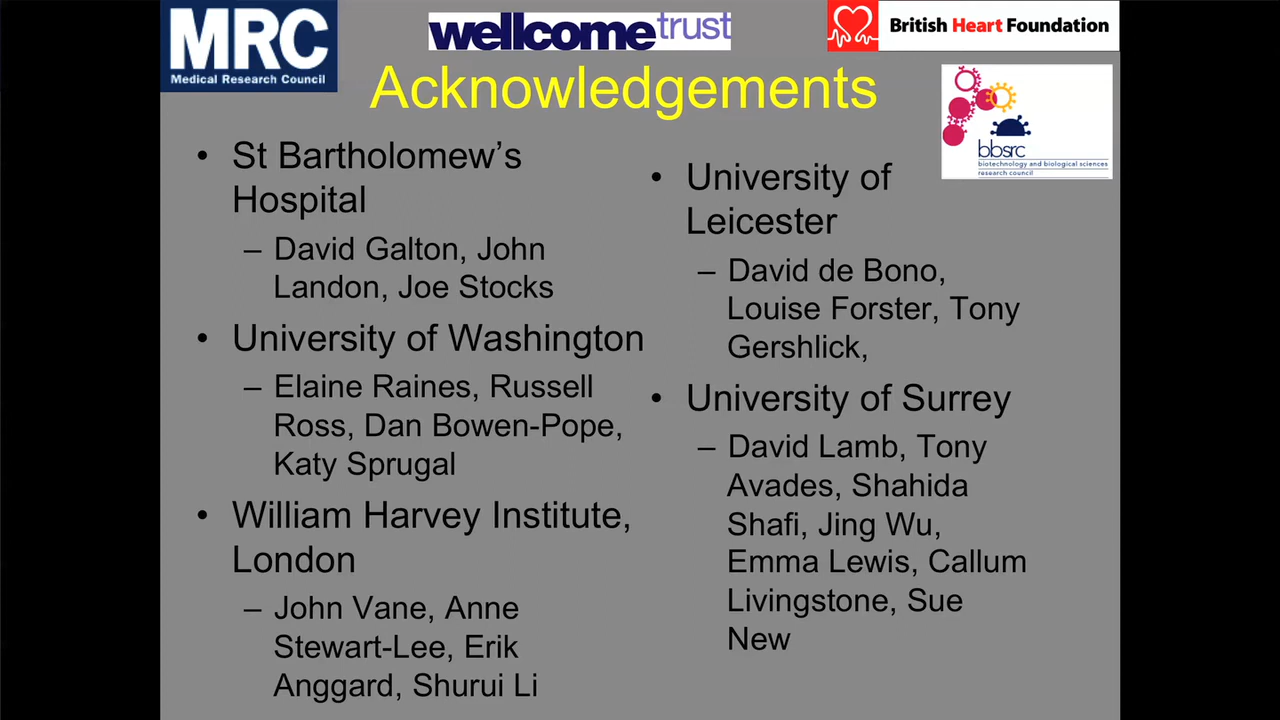 MRC
Medical Research Council
wellcome trust
British Heart Foundation
Acknowledgements
bbsrc
biotechnology and biological sciences
research council
• St Bartholomew’s
Hospital
– David Galton, John
Landon, Joe Stocks
• University of Washington
– Elaine Raines, Russell
Ross, Dan Bowen-Pope,
Katy Sprugal
• William Harvey Institute,
London
– John Vane, Anne
Stewart-Lee, Erik
Anggard, Shurui Li
• University of
Leicester
– David de Bono,
Louise Forster, Tony
Gershlick,
• University of Surrey
– David Lamb, Tony
Avades, Shahida
Shafi, Jing Wu,
Emma Lewis, Callum
Livingstone, Sue
New